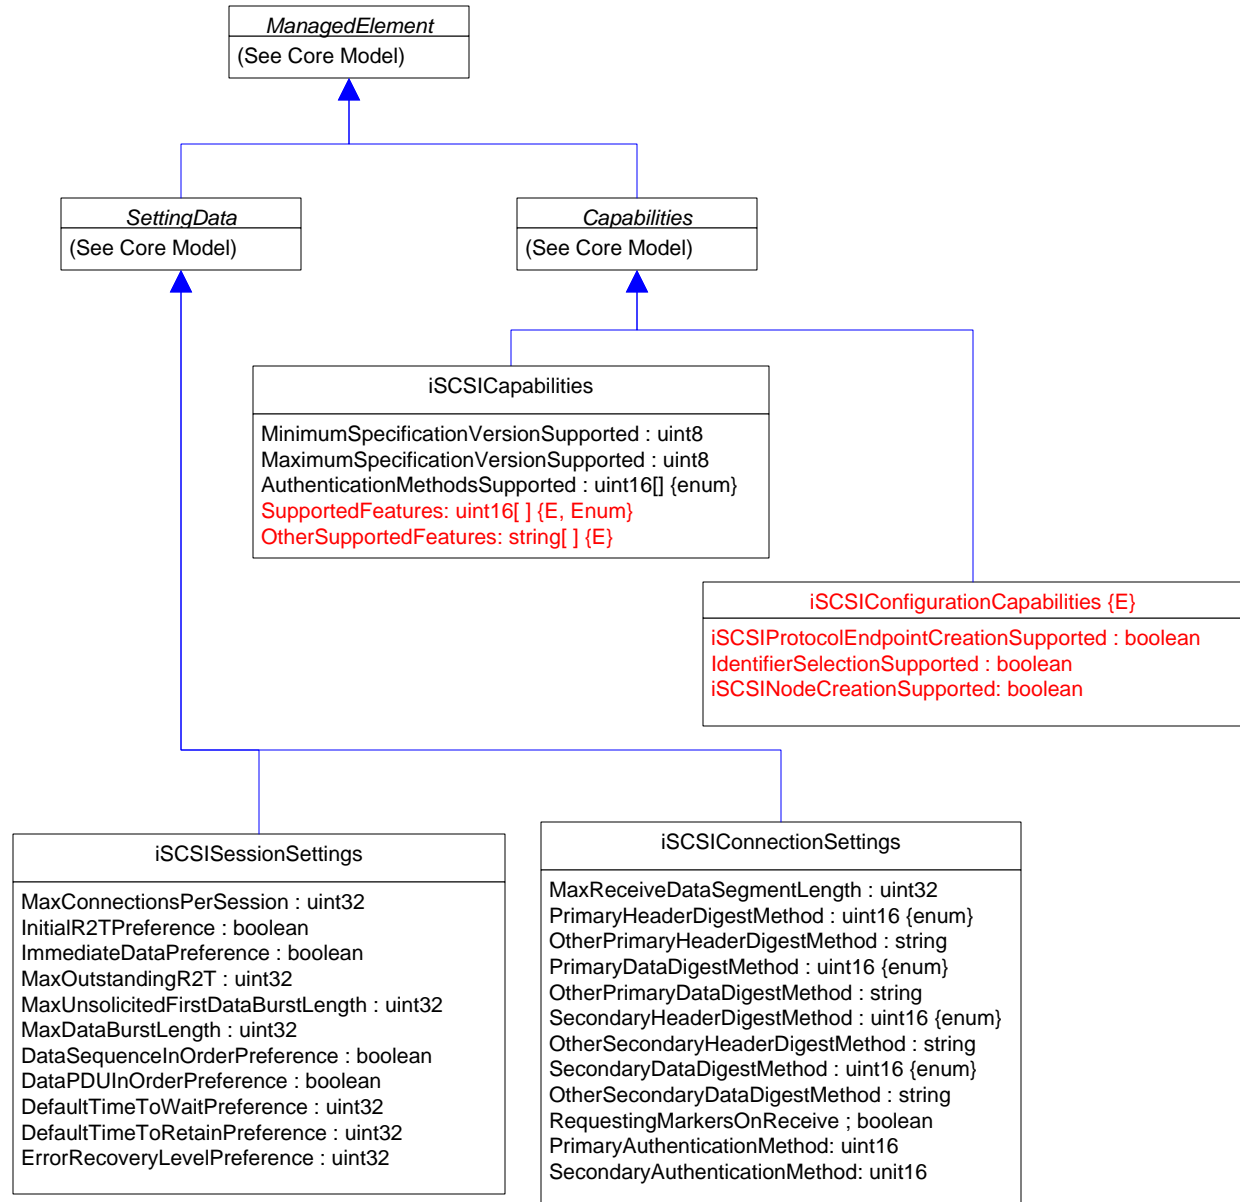 ManagedElement
(See Core Model)
SettingData
(See Core Model)
Capabilities
(See Core Model)
iSCSICapabilities
MinimumSpecificationVersionSupported : uint8
MaximumSpecificationVersionSupported : uint8
AuthenticationMethodsSupported : uint16[] {enum}
SupportedFeatures: uint16[ ] {E, Enum}
OtherSupportedFeatures: string[ ] {E}
iSCSIConfigurationCapabilities {E}
iSCSIProtocolEndpointCreationSupported : boolean
IdentifierSelectionSupported : boolean
iSCSINodeCreationSupported: boolean
iSCSISessionSettings
MaxConnectionsPerSession : uint32
InitialR2TPreference : boolean
ImmediateDataPreference : boolean
MaxOutstandingR2T : uint32
MaxUnsolicitedFirstDataBurstLength : uint32
MaxDataBurstLength : uint32
DataSequenceInOrderPreference : boolean
DataPDUInOrderPreference : boolean
DefaultTimeToWaitPreference : uint32
DefaultTimeToRetainPreference : uint32
ErrorRecoveryLevelPreference : uint32
iSCSIConnectionSettings
MaxReceiveDataSegmentLength : uint32
PrimaryHeaderDigestMethod : uint16 {enum}
OtherPrimaryHeaderDigestMethod : string
PrimaryDataDigestMethod : uint16 {enum}
OtherPrimaryDataDigestMethod : string
SecondaryHeaderDigestMethod : uint16 {enum}
OtherSecondaryHeaderDigestMethod : string
SecondaryDataDigestMethod : uint16 {enum}
OtherSecondaryDataDigestMethod : string
RequestingMarkersOnReceive ; boolean
PrimaryAuthenticationMethod: uint16
SecondaryAuthenticationMethod: unit16